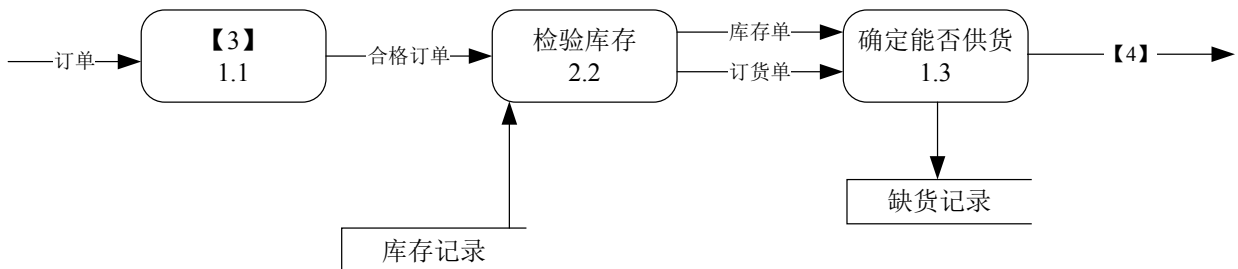 订单
【3】
1.1
合格订单
检验库存
2.2
库存单
订货单
确定能否供货
1.3
【4】
库存记录
缺货记录